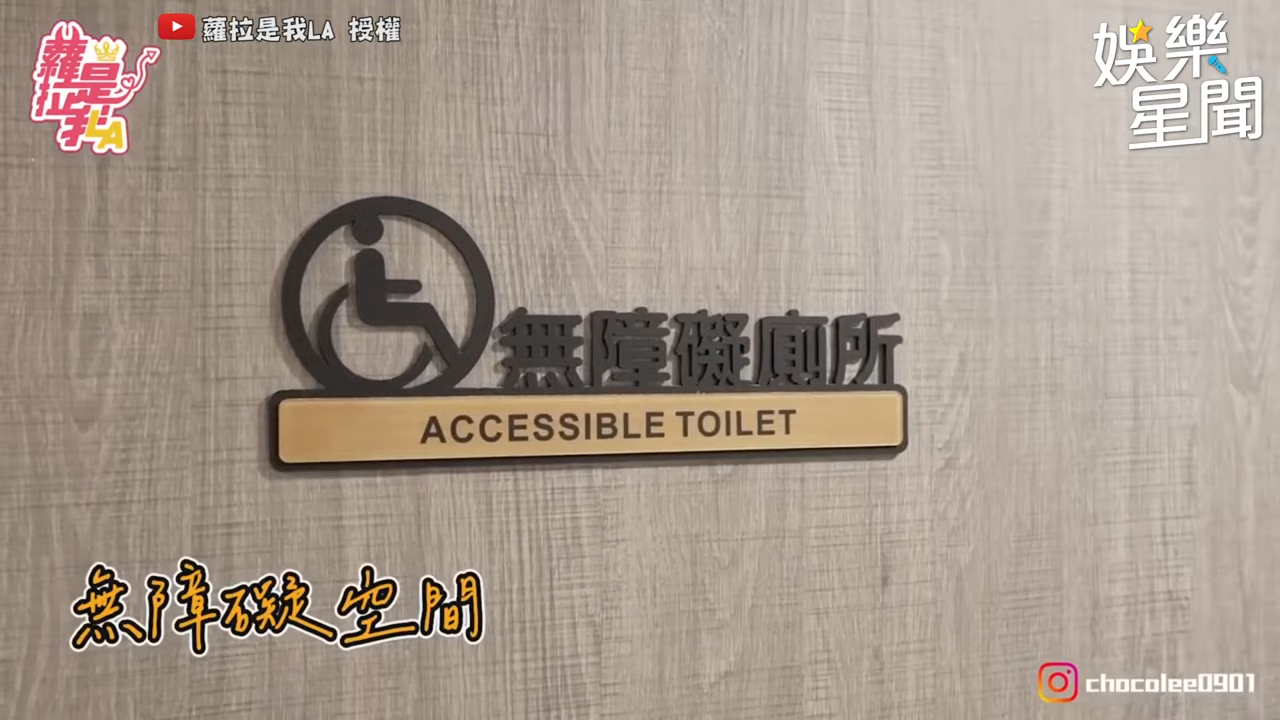 蘿拉是我LA
蘿拉是我LA 授權
娛樂
星聞
無障礙廁所
ACCESSIBLE TOILET
無障礙空間
chocolee0901